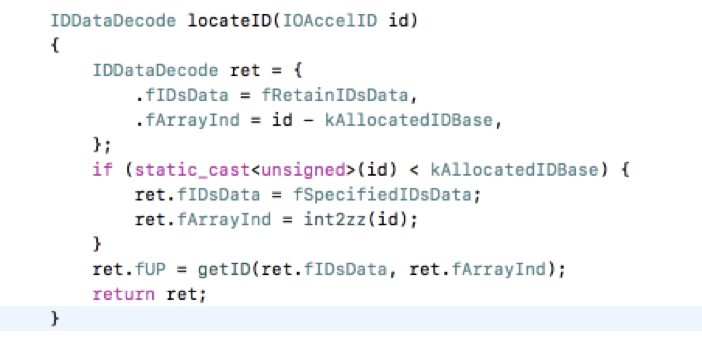 IDDataDecode locateID(IOAccelID id)
{
    IDDataDecode ret = {
        .fIDsData = fRetainIDsData,
        .fArrayInd = id - kAllocatedIDBase,
    };
    if (static_cast<unsigned>(id) < kAllocatedIDBase) {
        ret.fIDsData = fSpecifiedIDsData;
        ret.fArrayInd = int2zz(id);
    }
    ret.fUP = getID(ret.fIDsData, ret.fArrayInd);
    return ret;
}